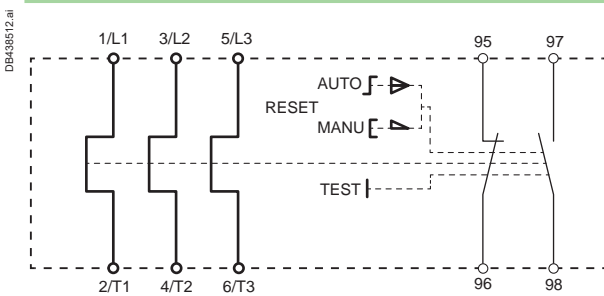 DB438512.ai
1/L1 3/L2 5/L3 95 97
AUTO
RESET
MANU
TEST
2/T1 4/T2 6/T3 96 98